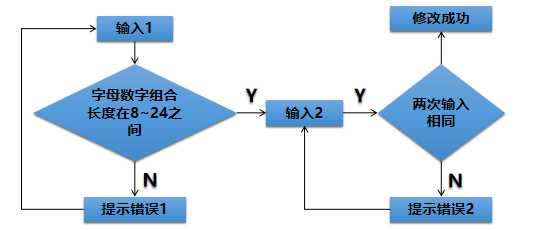 修改成功
输入1
字母数字组合
长度在8~24之
间
Y
输入2
Y
两次输入
相同
N
N
提示错误1
提示错误2